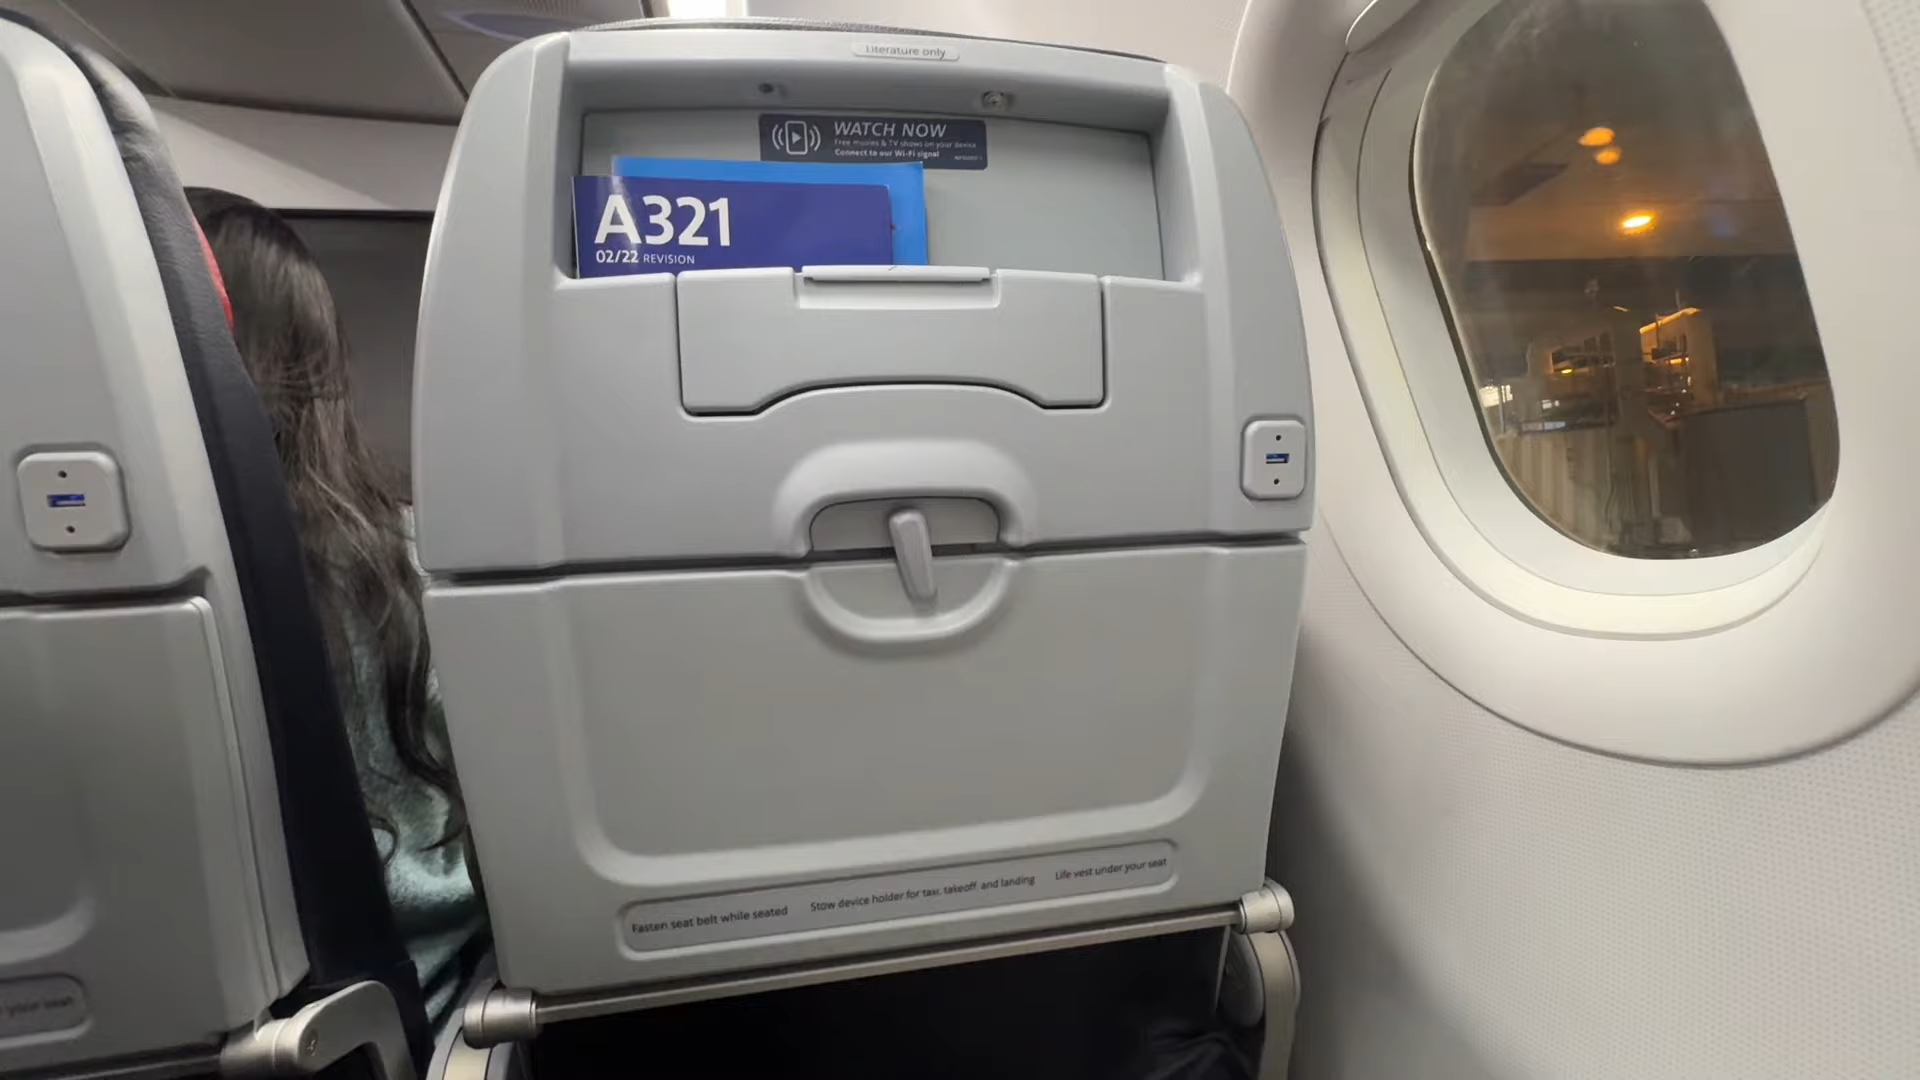 Literature only
WATCH NOW
Free movies & TV shows on your device
Connect to our Wi-Fi signal
A321
02/22 REVISION
Fasten seat belt while seated
Stow device holder for taxi, takeoff, and landing
Life vest under your seat
your seat